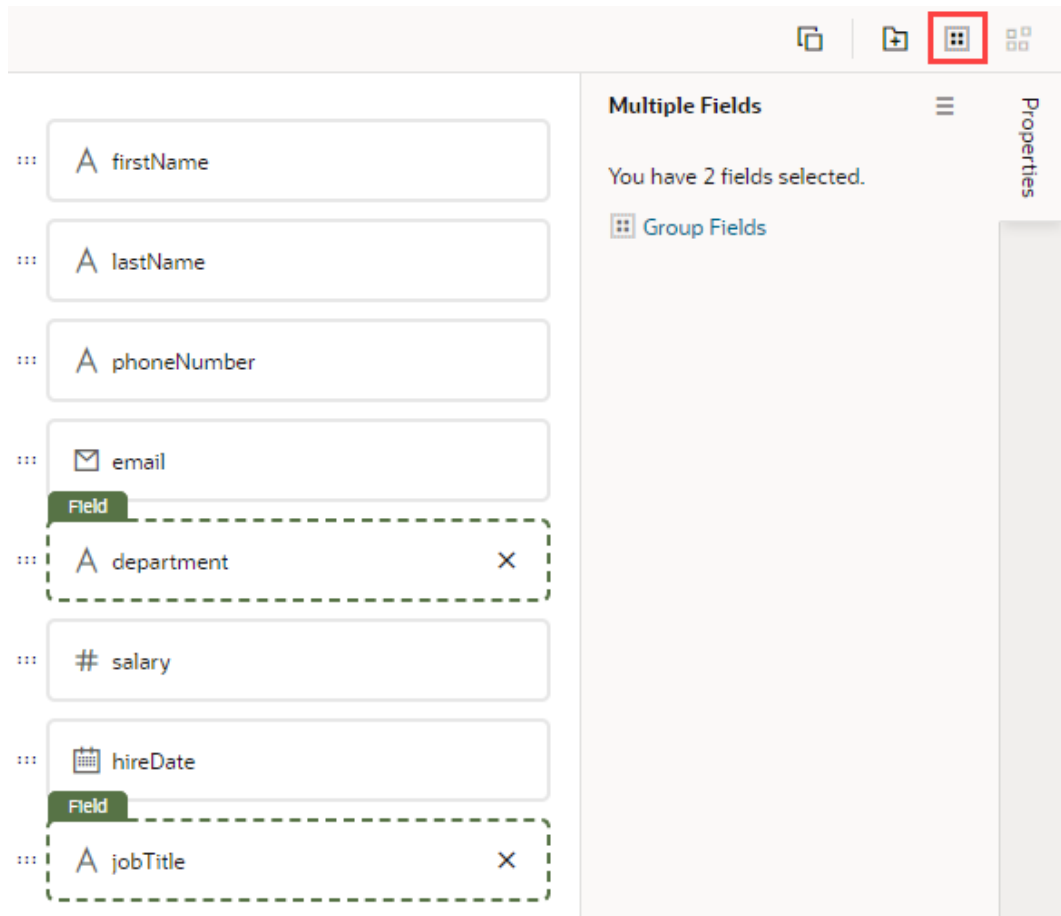 Multiple Fields
Properties
You have 2 fields selected.
Group Fields
firstName
lastName
phoneNumber
email
Field
department
salary
hireDate
Field
jobTitle